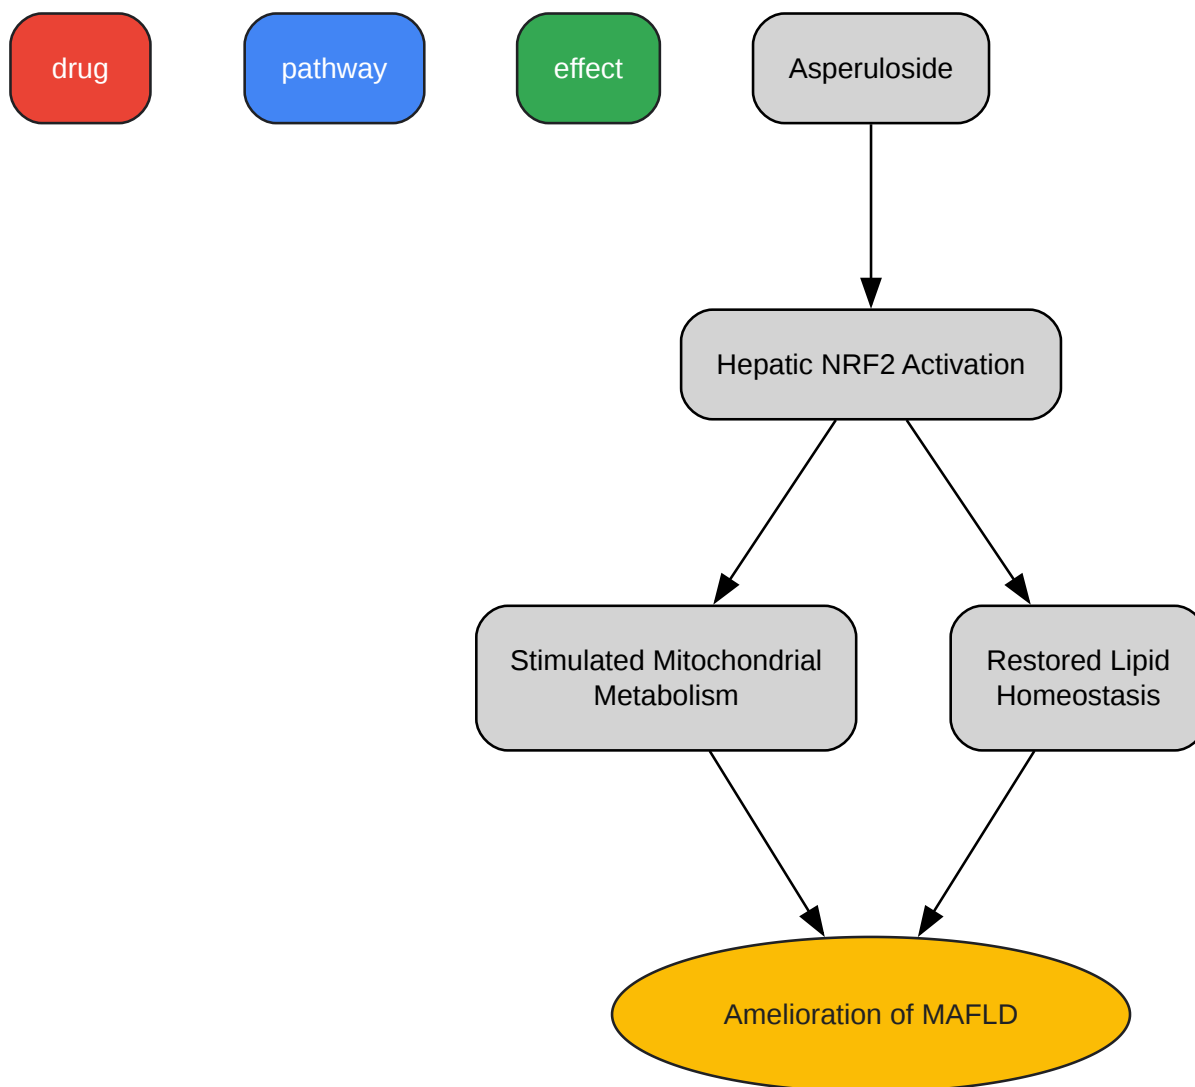 drug
pathway
effect
Asperuloside
Hepatic NRF2 Activation
Stimulated Mitochondrial
Metabolism
Restored Lipid
Homeostasis
Amelioration of MAFLD